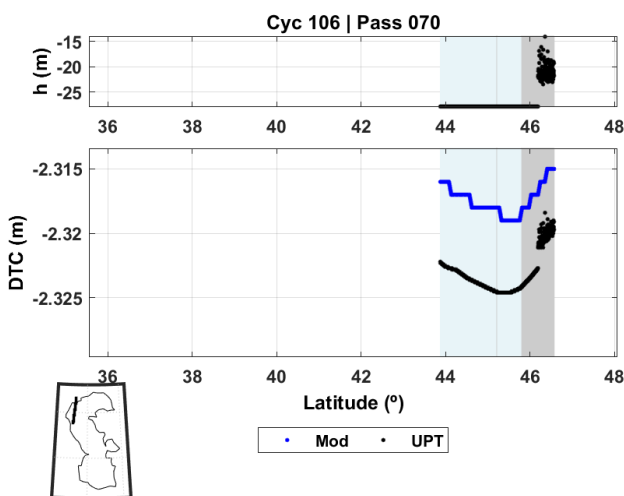 Cyc 106 | Pass 070
h (m)
-15
-20
-25
36 38 40 42 44 46 48
DTC (m)
-2.315
-2.32
-2.325
36 38 40 42 44 46 48
Latitude (º)
Mod UPT